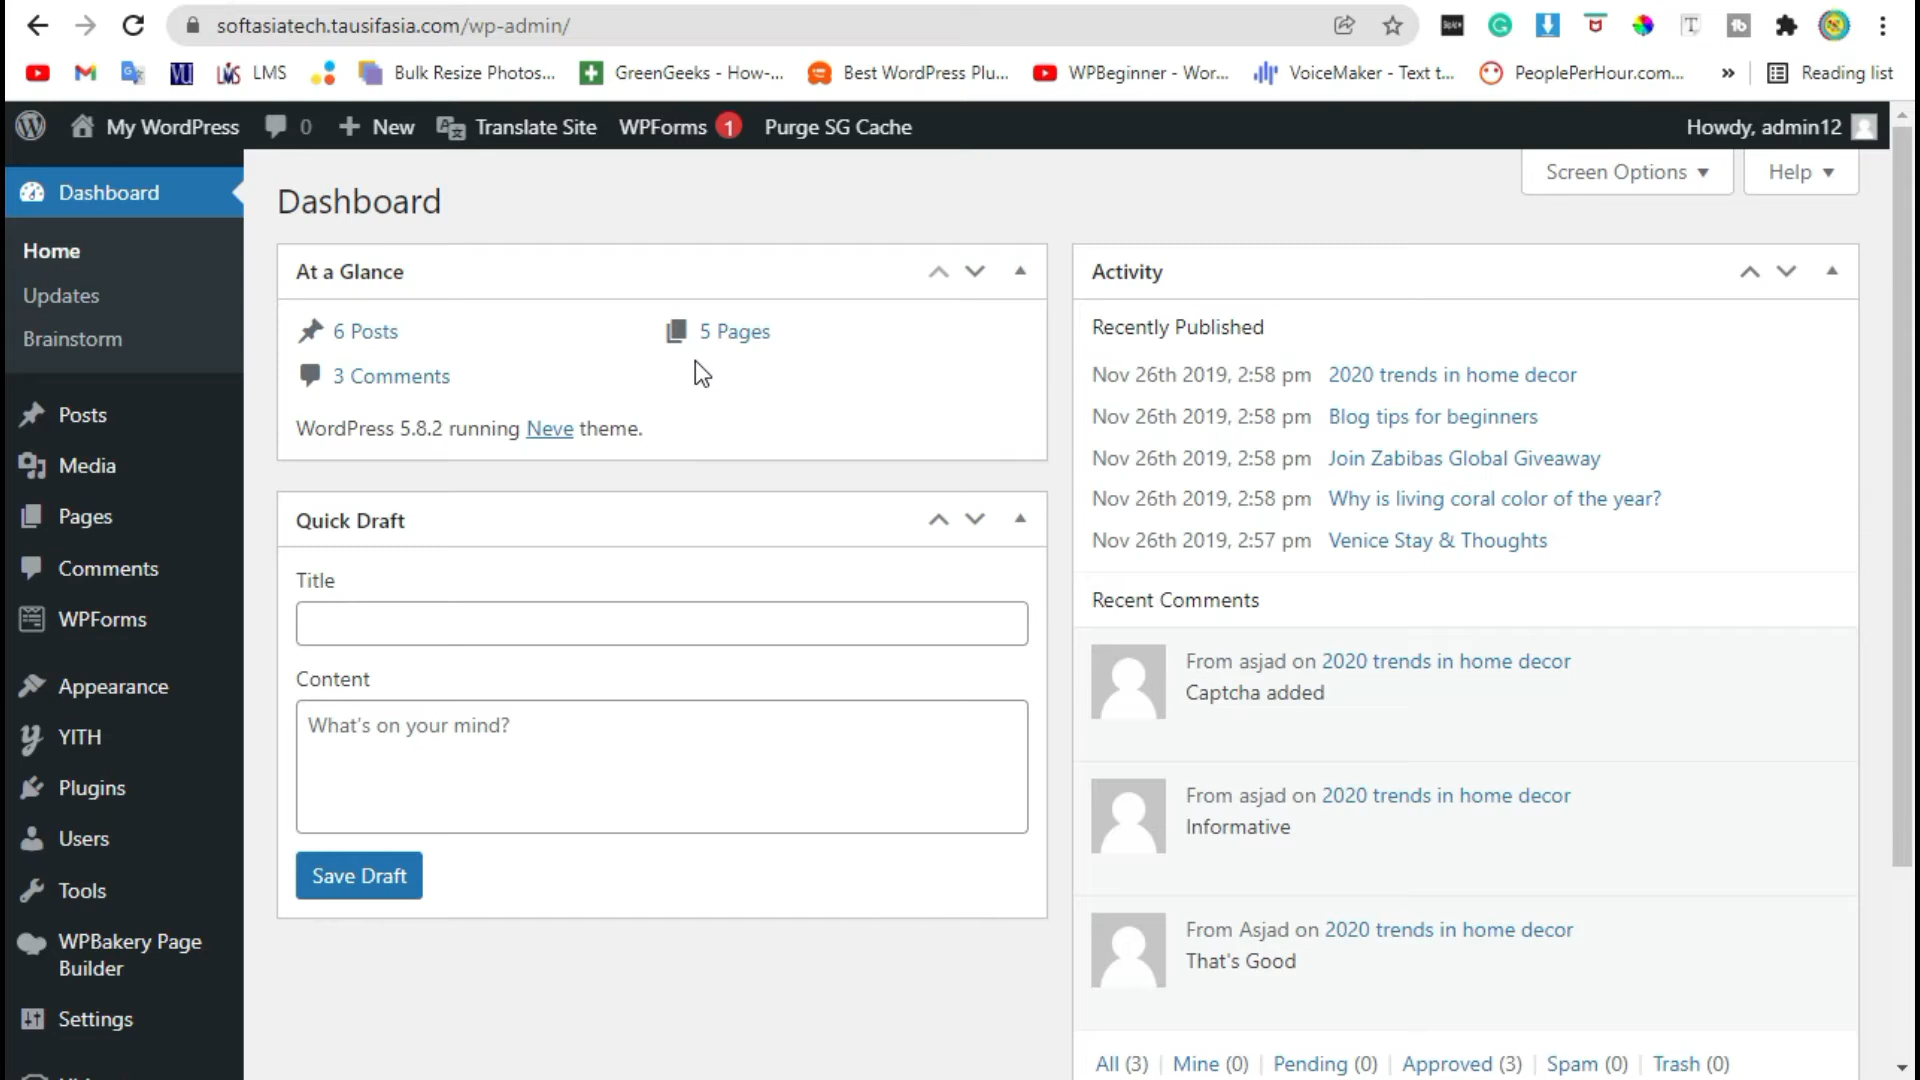 softasiatech.tausifasia.com/wp-admin/
LMS
Bulk Resize Photos...
GreenGeeks - How-...
Best WordPress Plu...
WPBeginner - Wor...
VoiceMaker - Text t...
PeoplePerHour.com...
»
Reading list
My WordPress
0
+ New
Translate Site
WPForms 1
Purge SG Cache
Howdy, admin12
Screen Options
Help
Dashboard
Home
Updates
Brainstorm
Posts
Media
Pages
Comments
WPForms
Appearance
YITH
Plugins
Users
Tools
WPBakery Page
Builder
Settings
Dashboard
At a Glance
6 Posts
5 Pages
3 Comments
WordPress 5.8.2 running Neve theme.
Quick Draft
Title
Content
What's on your mind?
Save Draft
Activity
Recently Published
Nov 26th 2019, 2:58 pm 2020 trends in home decor
Nov 26th 2019, 2:58 pm Blog tips for beginners
Nov 26th 2019, 2:58 pm Join Zabibas Global Giveaway
Nov 26th 2019, 2:58 pm Why is living coral color of the year?
Nov 26th 2019, 2:57 pm Venice Stay & Thoughts
Recent Comments
From asjad on 2020 trends in home decor
Captcha added
From asjad on 2020 trends in home decor
Informative
From Asjad on 2020 trends in home decor
That's Good
All (3) | Mine (0) | Pending (0) | Approved (3) | Spam (0) | Trash (0)